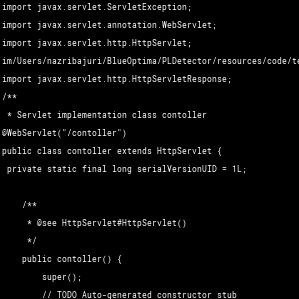 import javax.servlet.ServletException;
import javax.servlet.annotation.WebServlet;
import javax.servlet.http.HttpServlet;
im/Users/nazribajuri/BlueOptima/PLDetector/resources/code/te
import javax.servlet.http.HttpServletResponse;
/**
 * Servlet implementation class contoller
@WebServlet("/contoller")
public class contoller extends HttpServlet {
 private static final long serialVersionUID = 1L;
    /**
     * @see HttpServlet#HttpServlet()
     */
    public contoller() {
        super();
        // TODO Auto-generated constructor stub